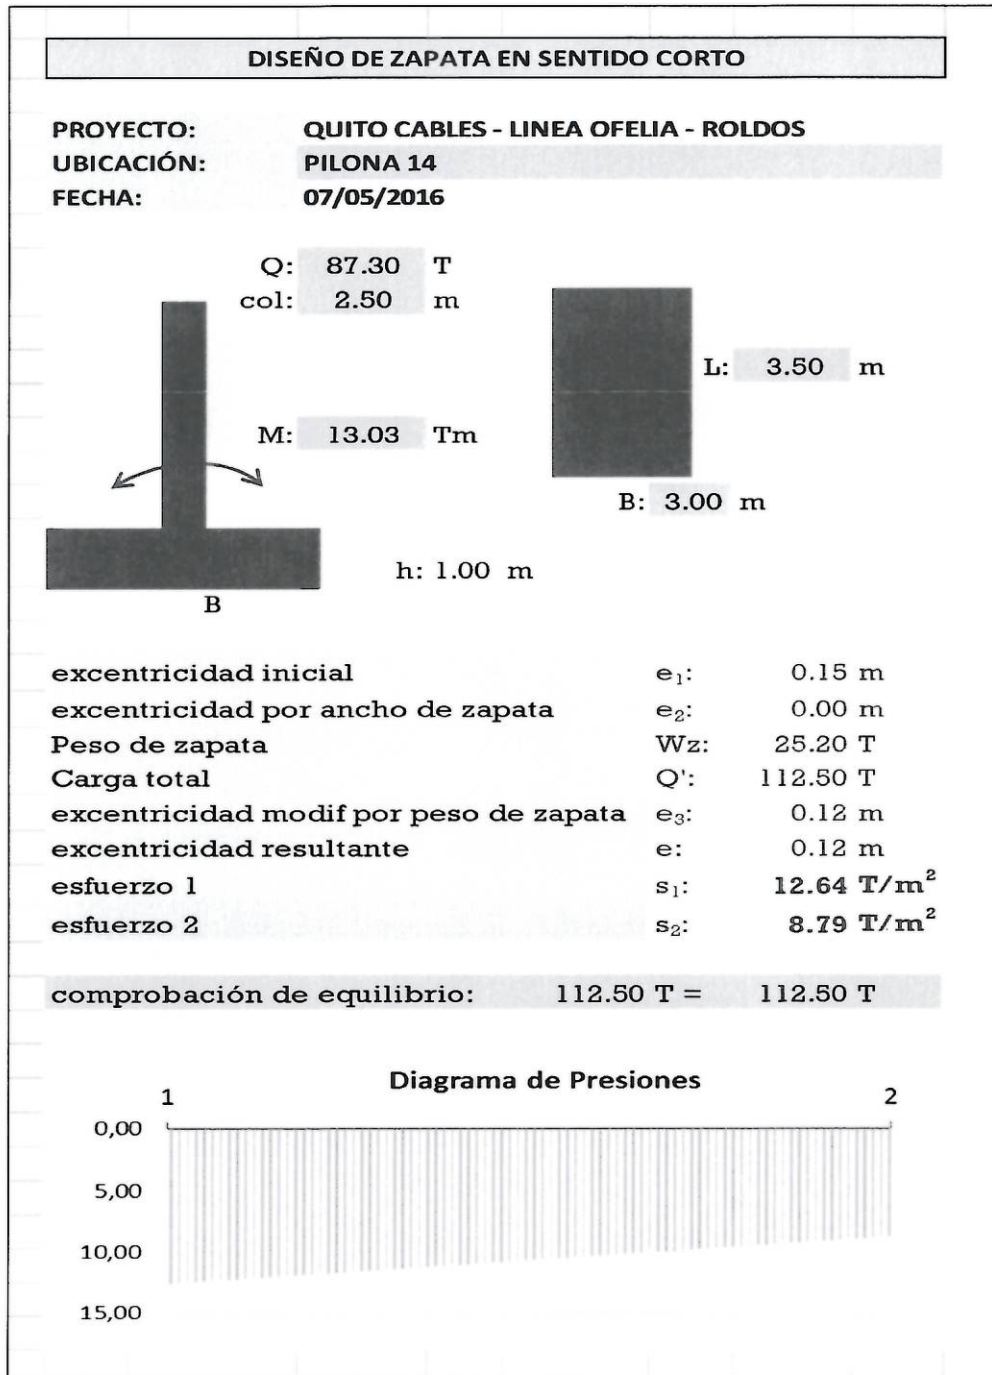 DISEÑO DE ZAPATA EN SENTIDO CORTO
PROYECTO: QUITO CABLES - LINEA OFELIA - ROLDOS
UBICACIÓN: PILONA 14
FECHA: 07/05/2016
Q: 87.30 T
col: 2.50 m
L: 3.50 m
M: 13.03 Tm
B: 3.00 m
h: 1.00 m
B
excentricidad inicial e₁: 0.15 m
excentricidad por ancho de zapata e₂: 0.00 m
Peso de zapata Wz: 25.20 T
Carga total Q': 112.50 T
excentricidad modif por peso de zapata e₃: 0.12 m
excentricidad resultante e: 0.12 m
esfuerzo 1 s₁: 12.64 T/m²
esfuerzo 2 s₂: 8.79 T/m²
comprobación de equilibrio: 112.50 T = 112.50 T
Diagrama de Presiones
1 2
0,00
5,00
10,00
15,00